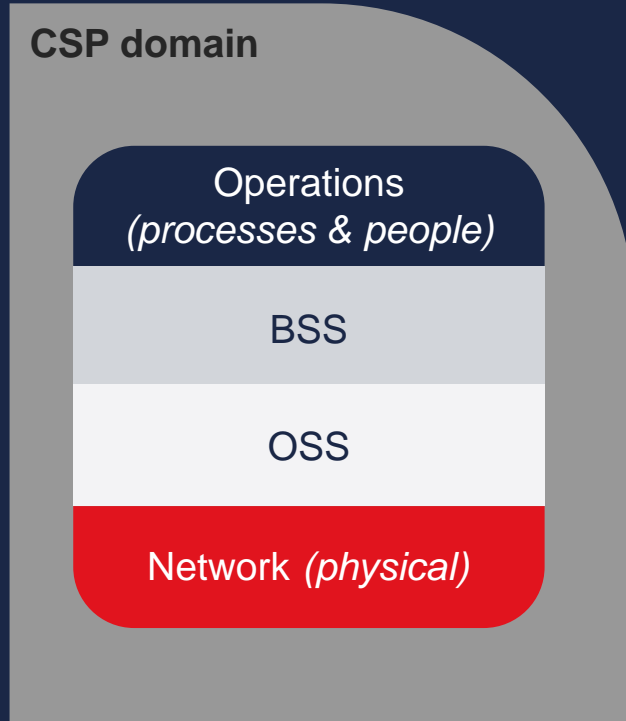 CSP domain
Operations
(processes & people)
BSS
OSS
Network (physical)